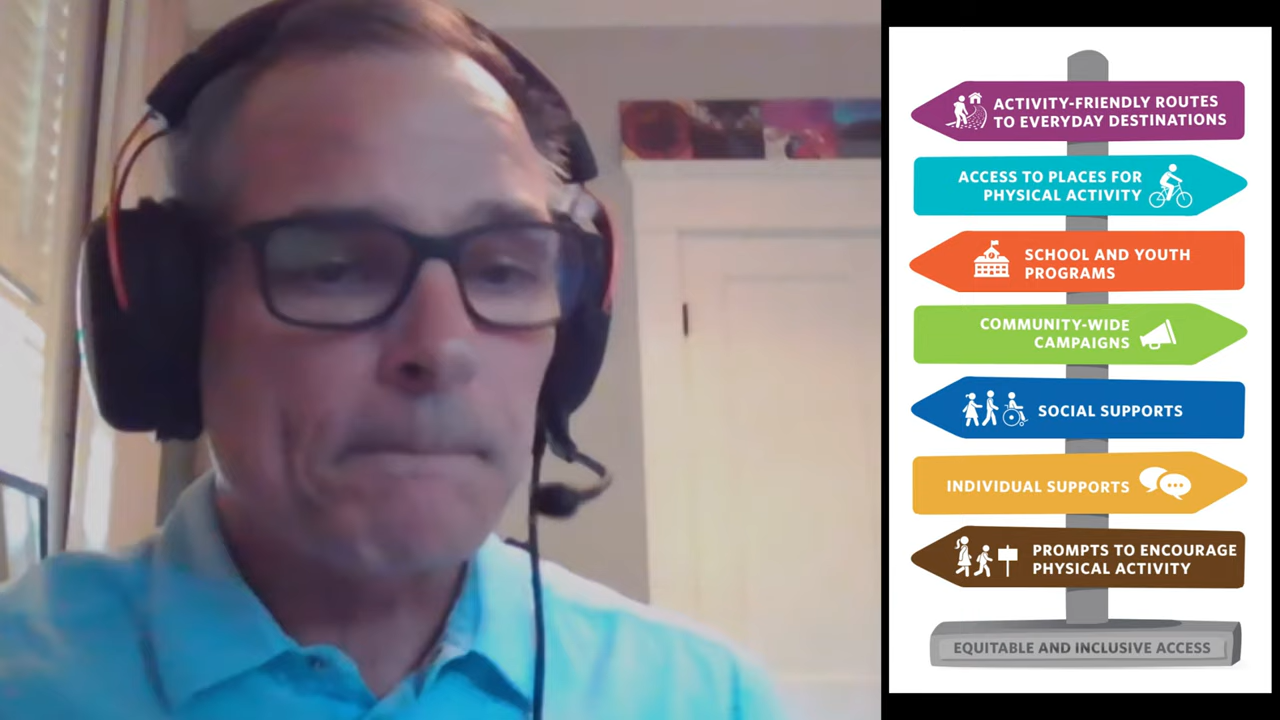 ACTIVITY-FRIENDLY ROUTES
TO EVERYDAY DESTINATIONS
ACCESS TO PLACES FOR
PHYSICAL ACTIVITY
SCHOOL AND YOUTH
PROGRAMS
COMMUNITY-WIDE
CAMPAIGNS
SOCIAL SUPPORTS
INDIVIDUAL SUPPORTS
PROMPTS TO ENCOURAGE
PHYSICAL ACTIVITY
EQUITABLE AND INCLUSIVE ACCESS